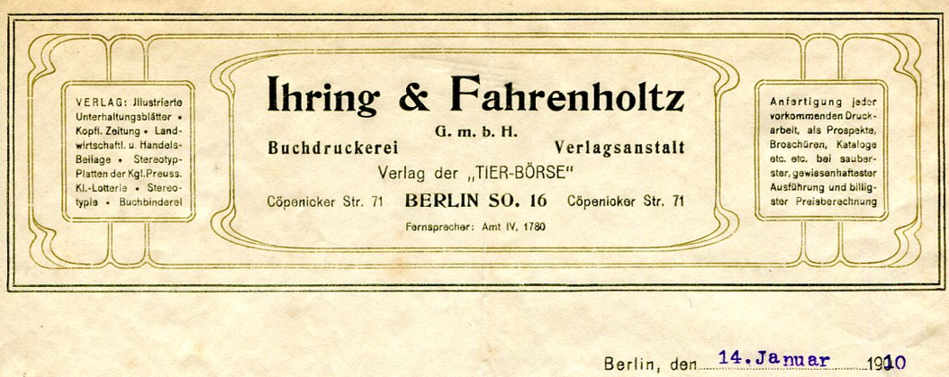 VERLAG: Jllustrierte
Unterhaltungsblätter •
Kopfl. Zeitung • Land-
wirtschaftl. u. Handels-
Beilage • Stereotyp-
Platten der Kgl. Preuss.
Kl.-Lotterie • Stereo-
typie • Buchbinderei
Ihring & Fahrenholtz
G. m. b. H.
Buchdruckerei Verlagsanstalt
Verlag der „TIER-BÖRSE“
Cöpenicker Str. 71 BERLIN SO. 16 Cöpenicker Str. 71
Fernsprecher: Amt IV, 1780
Anfertigung jeder
vorkommenden Druck-
arbeit, als Prospekte,
Broschüren, Kataloge
etc. etc. bei sauber-
ster, gewissenhaftester
Ausführung und billig-
ster Preisberechnung
Berlin, den 14. Januar 1910